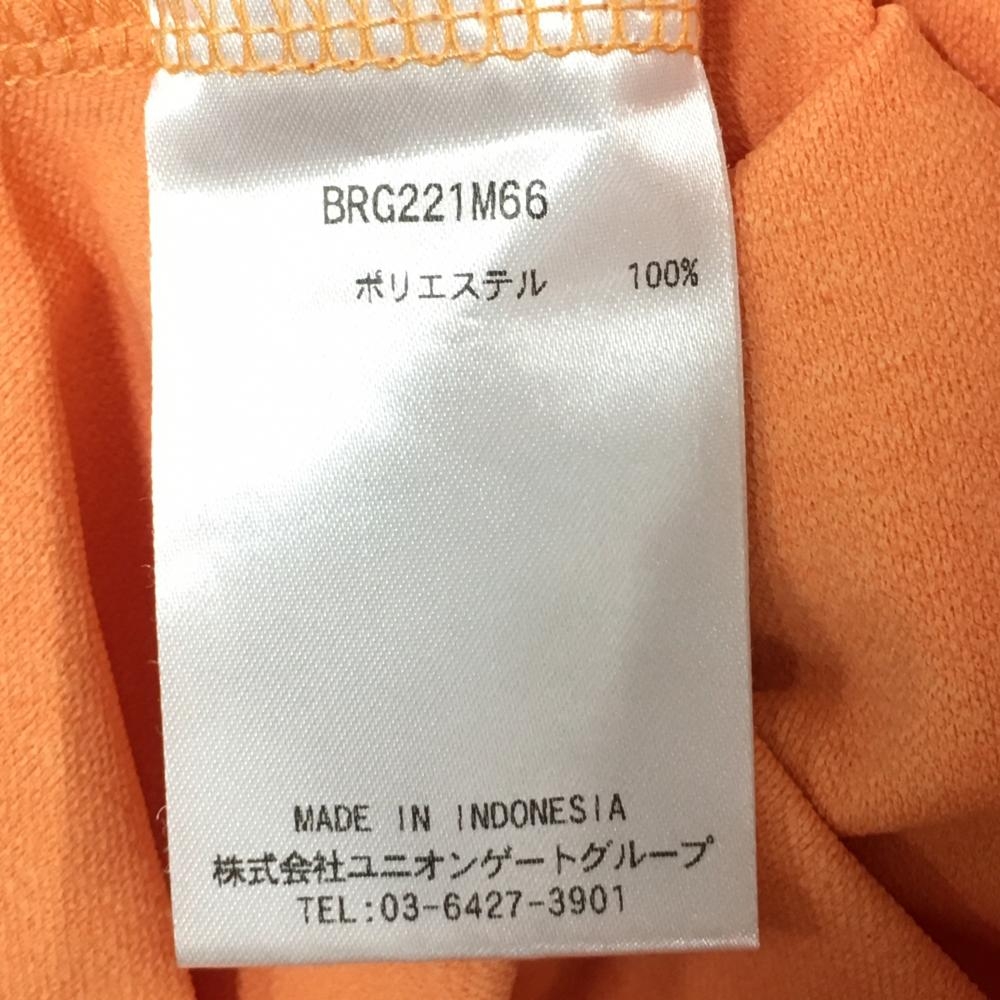 BRG221M66
ポリエステル 100%
MADE IN INDONESIA
株式会社ユニオンゲートグループ
TEL:03-6427-3901